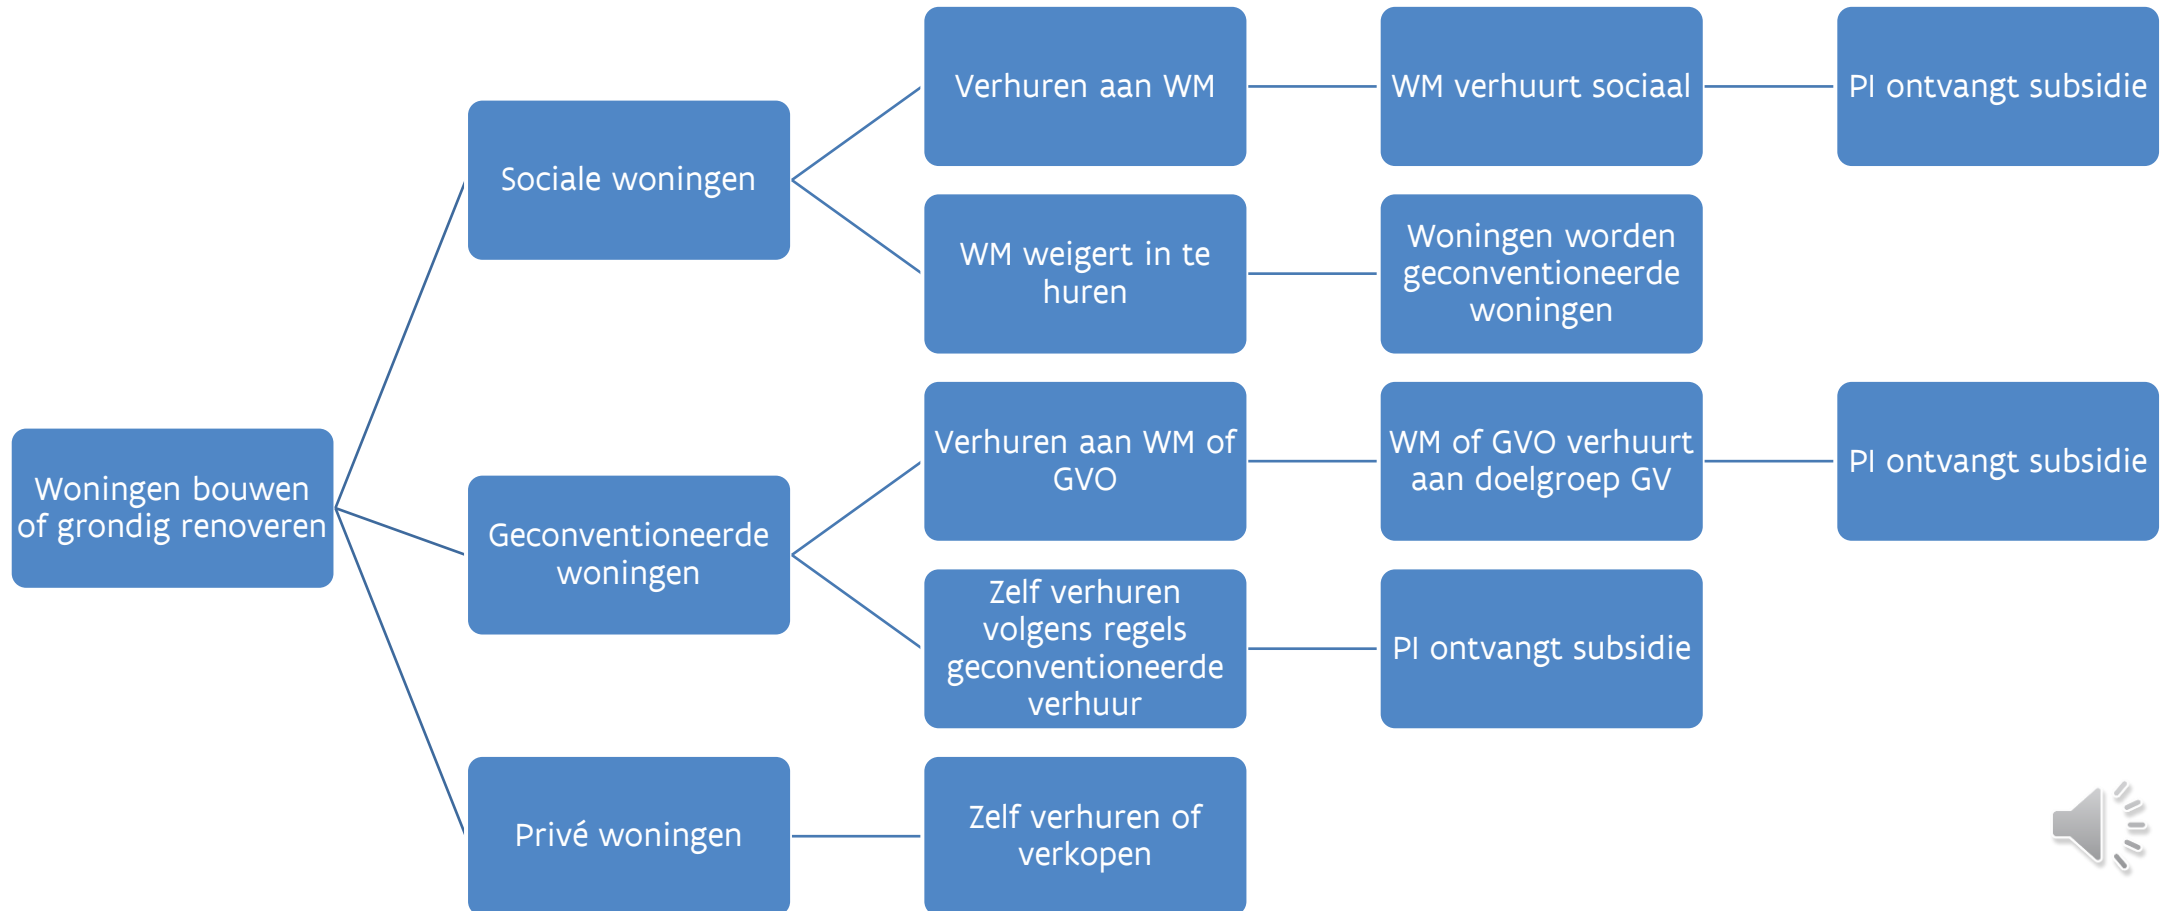 Woningen bouwen
of grondig renoveren
Sociale woningen
Verhuren aan WM
WM verhuurt sociaal
PI ontvangt subsidie
WM weigert in te
huren
Woningen worden
geconventioneerde
woningen
Geconventioneerde
woningen
Verhuren aan WM of
GVO
WM of GVO verhuurt
aan doelgroep GV
PI ontvangt subsidie
Zelf verhuren
volgens regels
geconventioneerde
verhuur
PI ontvangt subsidie
Privé woningen
Zelf verhuren of
verkopen